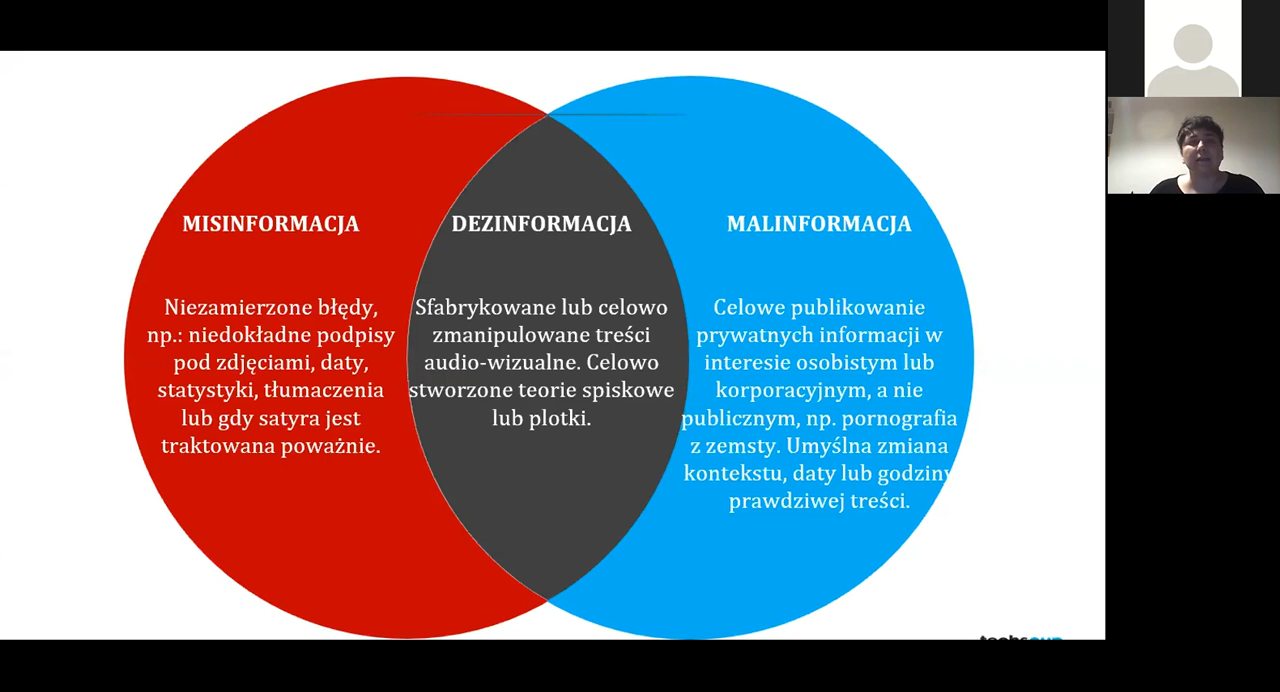 MISINFORMACJA
Niezamierzone błędy,
np.: niedokładne podpisy
pod zdjęciami, daty,
statystyki, tłumaczenia
lub gdy satyra jest
traktowana poważnie.
DEZINFORMACJA
Sfabrykowane lub celowo
zmanipulowane treści
audio-wizualne. Celowo
stworzone teorie spiskowe
lub plotki.
MALINFORMACJA
Celowe publikowanie
prywatnych informacji w
interesie osobistym lub
korporacyjnym, a nie
publicznym, np. pornografia
z zemsty. Umyślna zmiana
kontekstu, daty lub godziny
prawdziwej treści.
techsoup